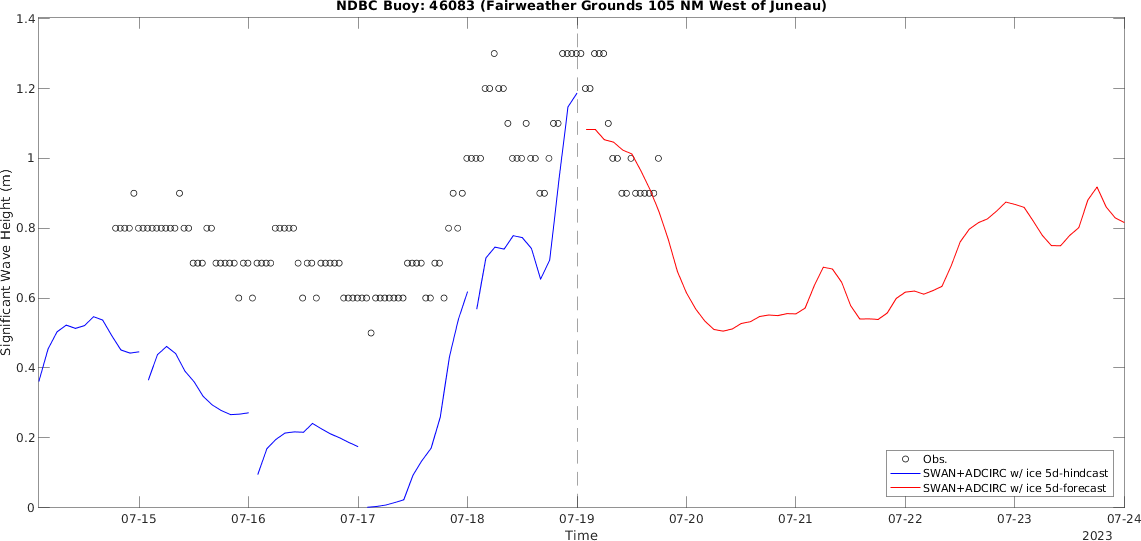 NDBC Buoy: 46083 (Fairweather Grounds 105 NM West of Juneau)
1.4
1.2
1
0.8
0.6
0.4
0.2
0
Significant Wave Height (m)
Obs.
SWAN+ADCIRC w/ ice 5d-hindcast
SWAN+ADCIRC w/ ice 5d-forecast
07-15 07-16 07-17 07-18 07-19 07-20 07-21 07-22 07-23 07-24
Time
2023